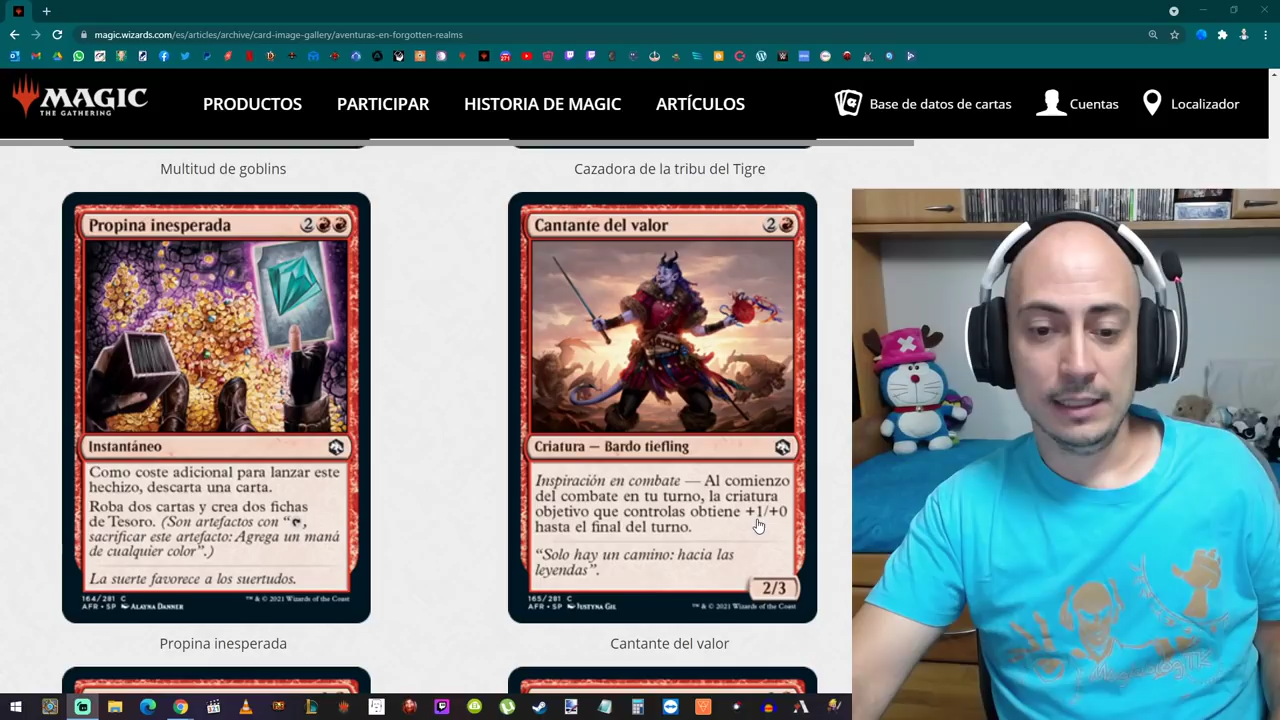 magic.wizards.com/es/articles/archive/card-image-gallery/aventuras-en-forgotten-realms
MAGIC
THE GATHERING
PRODUCTOS
PARTICIPAR
HISTORIA DE MAGIC
ARTÍCULOS
Base de datos de cartas
Cuentas
Localizador
Multitud de goblins
Cazadora de la tribu del Tigre
Propina inesperada
2
Instantáneo
Como coste adicional para lanzar este
hechizo, descarta una carta.
Roba dos cartas y crea dos fichas
de Tesoro. (Son artefactos con “
sacrificar este artefacto: Agrega un maná
de cualquier color”.)
La suerte favorece a los suertudos.
164/281 C
AFR • SP ALAYNA DANNER
™ & © 2021 Wizards of the Coast
Propina inesperada
Cantante del valor
2
Criatura — Bardo tiefling
Inspiración en combate — Al comienzo
del combate en tu turno, la criatura
objetivo que controlas obtiene +1/+0
hasta el final del turno.
“Solo hay un camino: hacia las
leyendas”.
2/3
165/281 C
AFR • SP JUSTYNA GIL
™ & © 2021 Wizards of the Coast
Cantante del valor